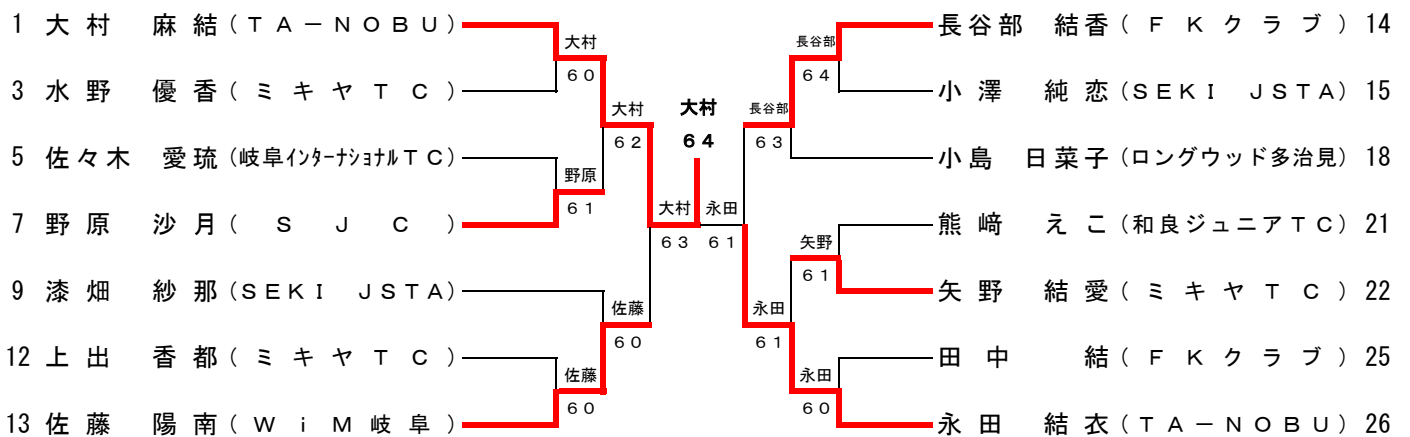 1 大村 麻結(TA-NOBU)
大村
60
3 水野 優香(ミキヤTC)
大村
62
5 佐々木 愛琉(岐阜インターナショナルTC)
野原
61
7 野原 沙月(SJC)
大村
63
9 漆畑 紗那(SEKI JSTA)
佐藤
60
12 上出 香都(ミキヤTC)
佐藤
60
13 佐藤 陽南(WiM岐阜)
大村
64
長谷部 結香(FKクラブ) 14
長谷部
64
小澤 純恋(SEKI JSTA) 15
長谷部
63
小島 日菜子(ロングウッド多治見) 18
永田
61
熊﨑 えこ(和良ジュニアTC) 21
矢野
61
矢野 結愛(ミキヤTC) 22
永田
61
田中 結(FKクラブ) 25
永田
60
永田 結衣(TA-NOBU) 26